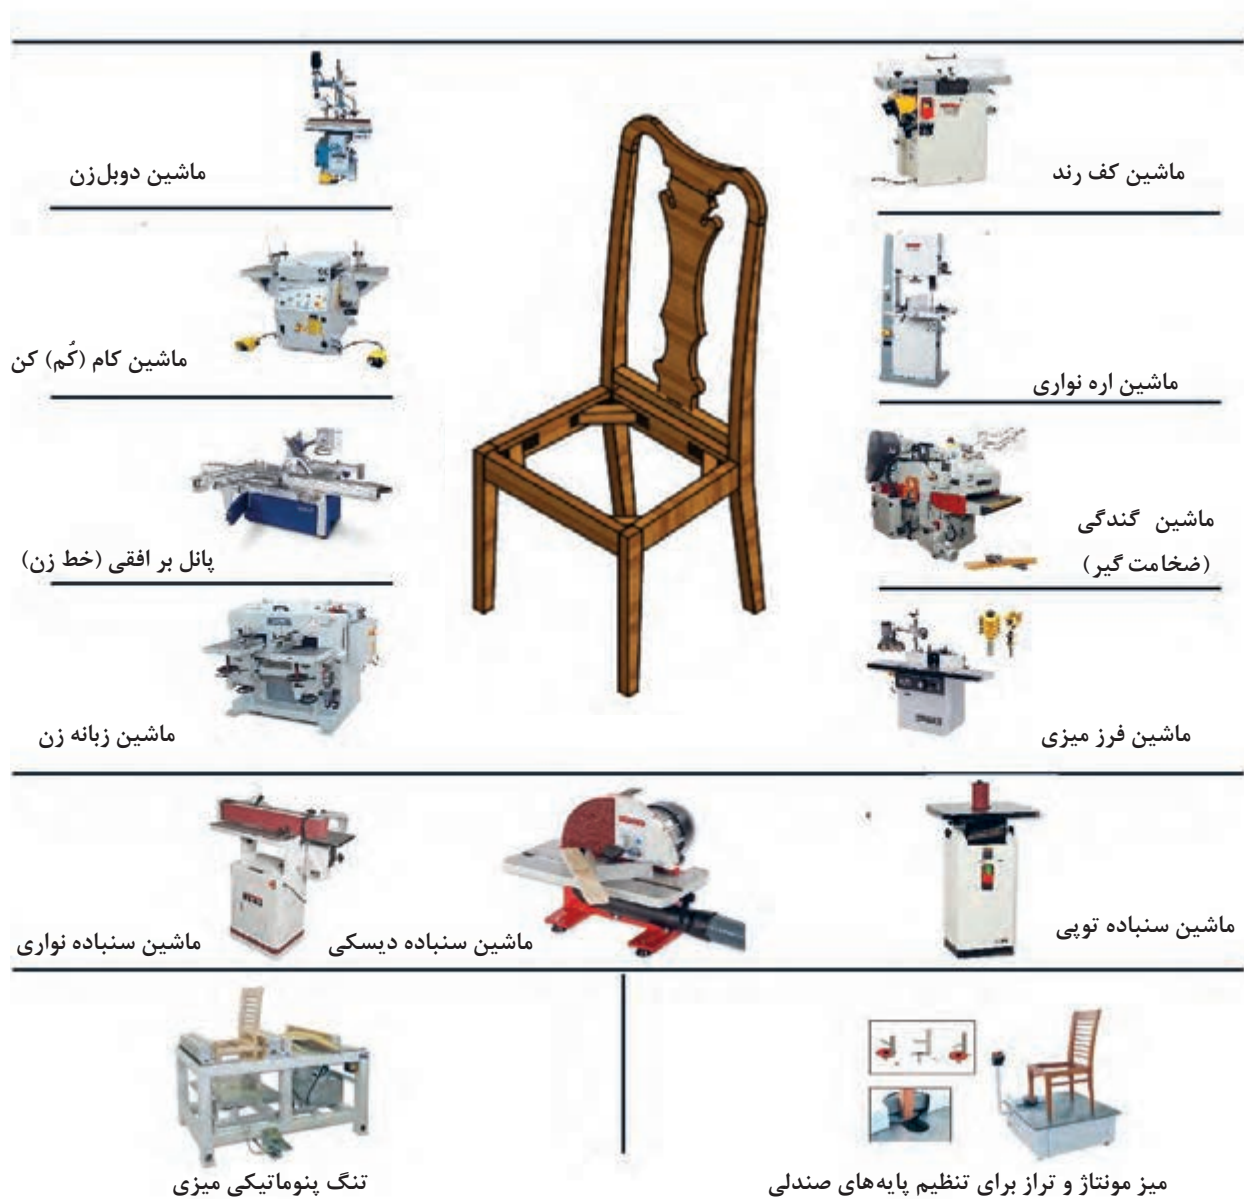 ماشین کف رند
ماشین دوبل‌زن
ماشین اره نواری
ماشین کام (کُم) کن
ماشین گندگی
(ضخامت گیر)
پانل بر افقی (خط زن)
ماشین فرز میزی
ماشین زبانه زن
ماشین سنباده توپی
ماشین سنباده دیسکی
ماشین سنباده نواری
میز مونتاژ و تراز برای تنظیم پایه‌های صندلی
تنگ پنوماتیکی میزی